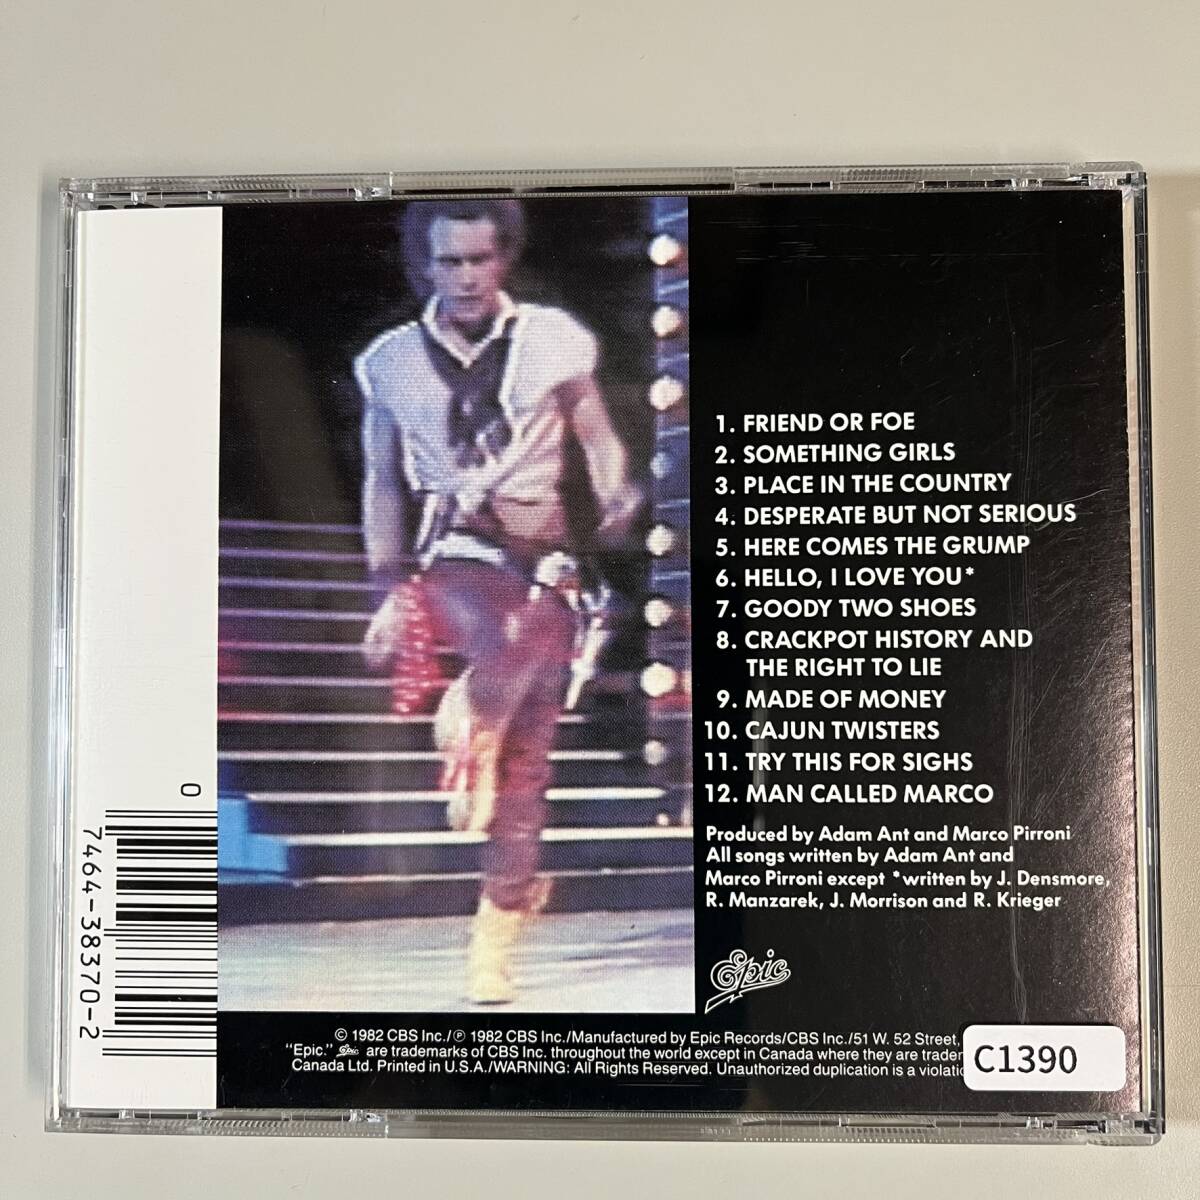 1. FRIEND OR FOE
2. SOMETHING GIRLS
3. PLACE IN THE COUNTRY
4. DESPERATE BUT NOT SERIOUS
5. HERE COMES THE GRUMP
6. HELLO, I LOVE YOU*
7. GOODY TWO SHOES
8. CRACKPOT HISTORY AND
THE RIGHT TO LIE
9. MADE OF MONEY
10. CAJUN TWISTERS
11. TRY THIS FOR SIGHS
12. MAN CALLED MARCO
Produced by Adam Ant and Marco Pirroni
All songs written by Adam Ant and
Marco Pirroni except *written by J. Densmore,
R. Manzarek, J. Morrison and R. Krieger
Epic
0
7464-38370-2
© 1982 CBS Inc./℗ 1982 CBS Inc./Manufactured by Epic Records/CBS Inc./51 W. 52 Street,
"Epic." Epic are trademarks of CBS Inc. throughout the world except in Canada where they are
Canada Ltd. Printed in U.S.A./WARNING: All Rights Reserved. Unauthorized duplication is a
C1390